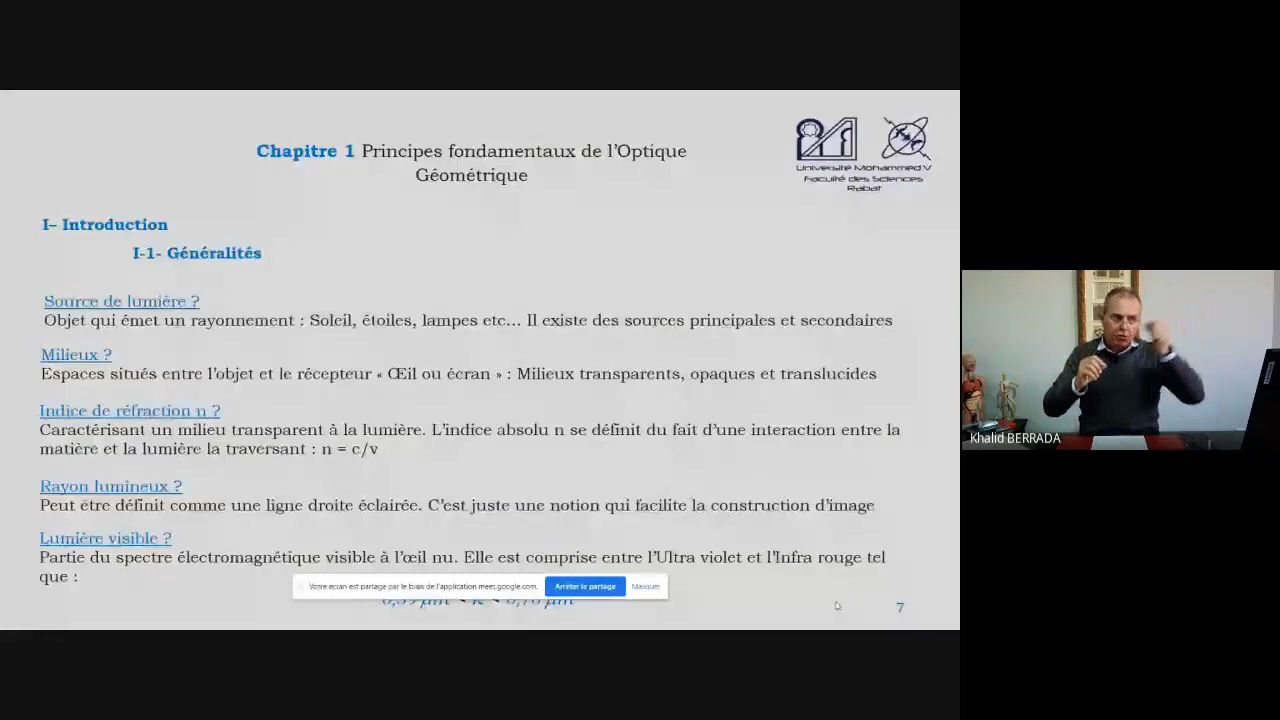 Chapitre 1 Principes fondamentaux de l'Optique
Géométrique
Université Mohammed V
Faculté des Sciences
Rabat
I– Introduction
I-1- Généralités
Source de lumière ?
Objet qui émet un rayonnement : Soleil, étoiles, lampes etc… Il existe des sources principales et secondaires
Milieux ?
Espaces situés entre l'objet et le récepteur « Œil ou écran » : Milieux transparents, opaques et translucides
Indice de réfraction n ?
Caractérisant un milieu transparent à la lumière. L'indice absolu n se définit du fait d'une interaction entre la
matière et la lumière la traversant : n = c/v
Rayon lumineux ?
Peut être définit comme une ligne droite éclairée. C'est juste une notion qui facilite la construction d'image
Lumière visible ?
Partie du spectre électromagnétique visible à l'œil nu. Elle est comprise entre l'Ultra violet et l'Infra rouge tel
que :
Votre écran est partagé par le biais de l'application meet.google.com.
Arrêter le partage
Masquer
7
Khalid BERRADA